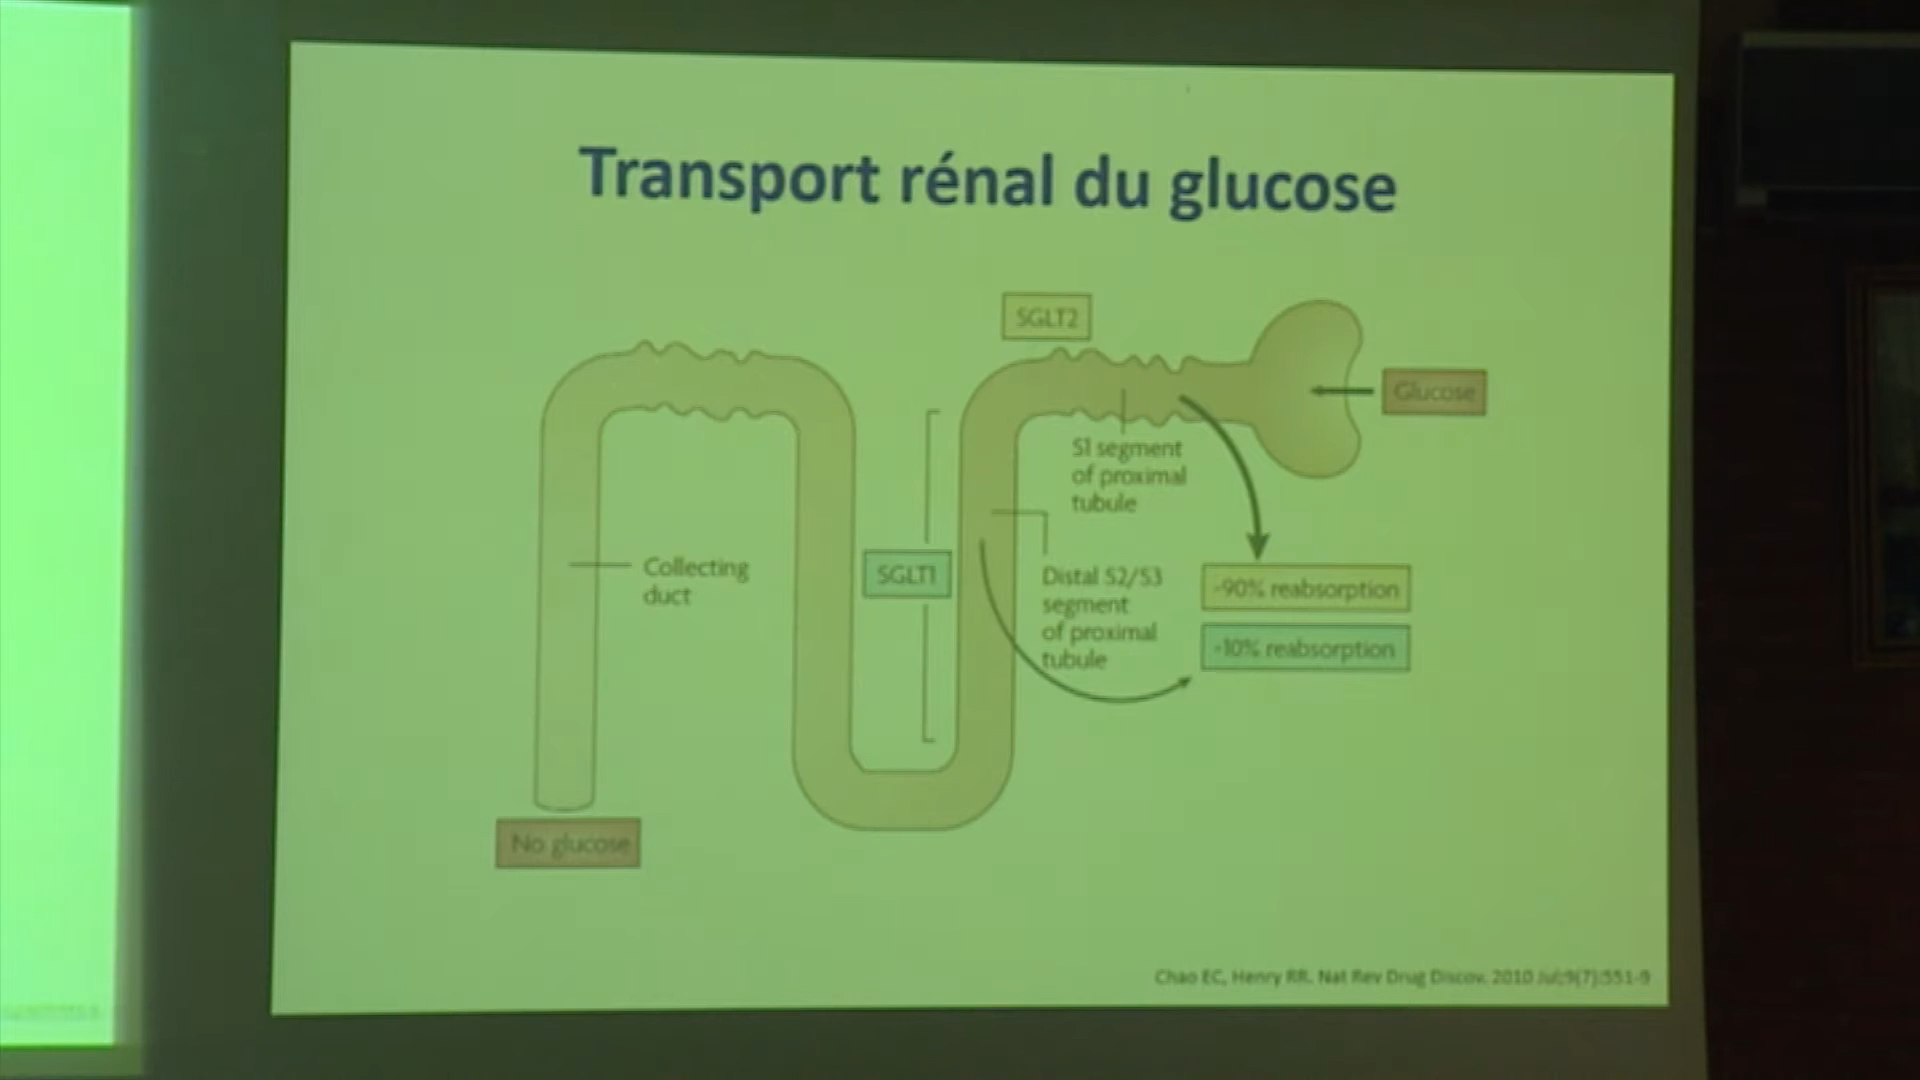 Transport rénal du glucose
SGLT2
Glucose
S1 segment
of proximal
tubule
Collecting
duct
SGLT1
Distal S2/S3
segment
of proximal
tubule
~90% reabsorption
~10% reabsorption
No glucose
Chao EC, Henry RR. Nat Rev Drug Discov. 2010 Jul;9(7):551-9